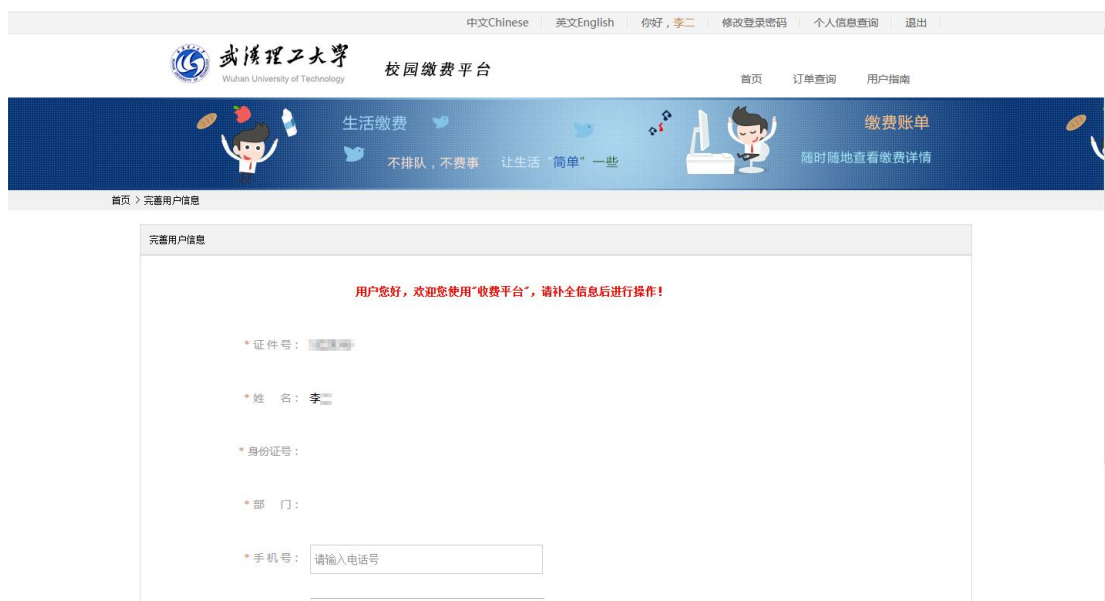 中文Chinese 英文English 你好，李二 修改登录密码 个人信息查询 退出
武汉理工大学
Wuhan University of Technology
校园缴费平台
首页 订单查询 用户指南
生活缴费
不排队，不费事 让生活“简单”一些
缴费账单
随时随地查看缴费详情
首页 > 完善用户信息
完善用户信息
用户您好，欢迎您使用"收费平台"，请补全信息后进行操作！
* 证件号：
* 姓 名： 李
* 身份证号：
* 部 门：
* 手机号： 请输入电话号